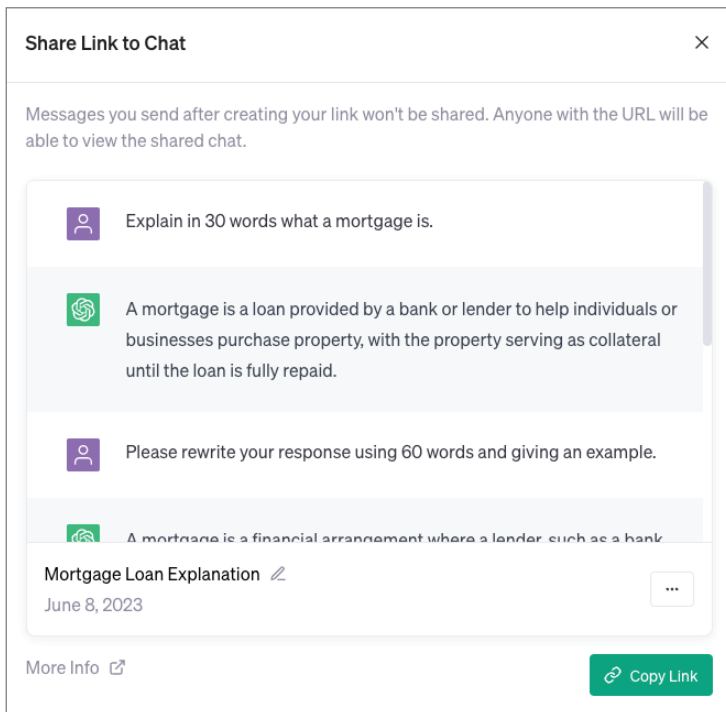 Share Link to Chat
Messages you send after creating your link won't be shared. Anyone with the URL will be
able to view the shared chat.
Explain in 30 words what a mortgage is.
A mortgage is a loan provided by a bank or lender to help individuals or
businesses purchase property, with the property serving as collateral
until the loan is fully repaid.
Please rewrite your response using 60 words and giving an example.
A mortgage is a financial arrangement where a lender, such as a bank
Mortgage Loan Explanation
June 8, 2023
More Info
Copy Link